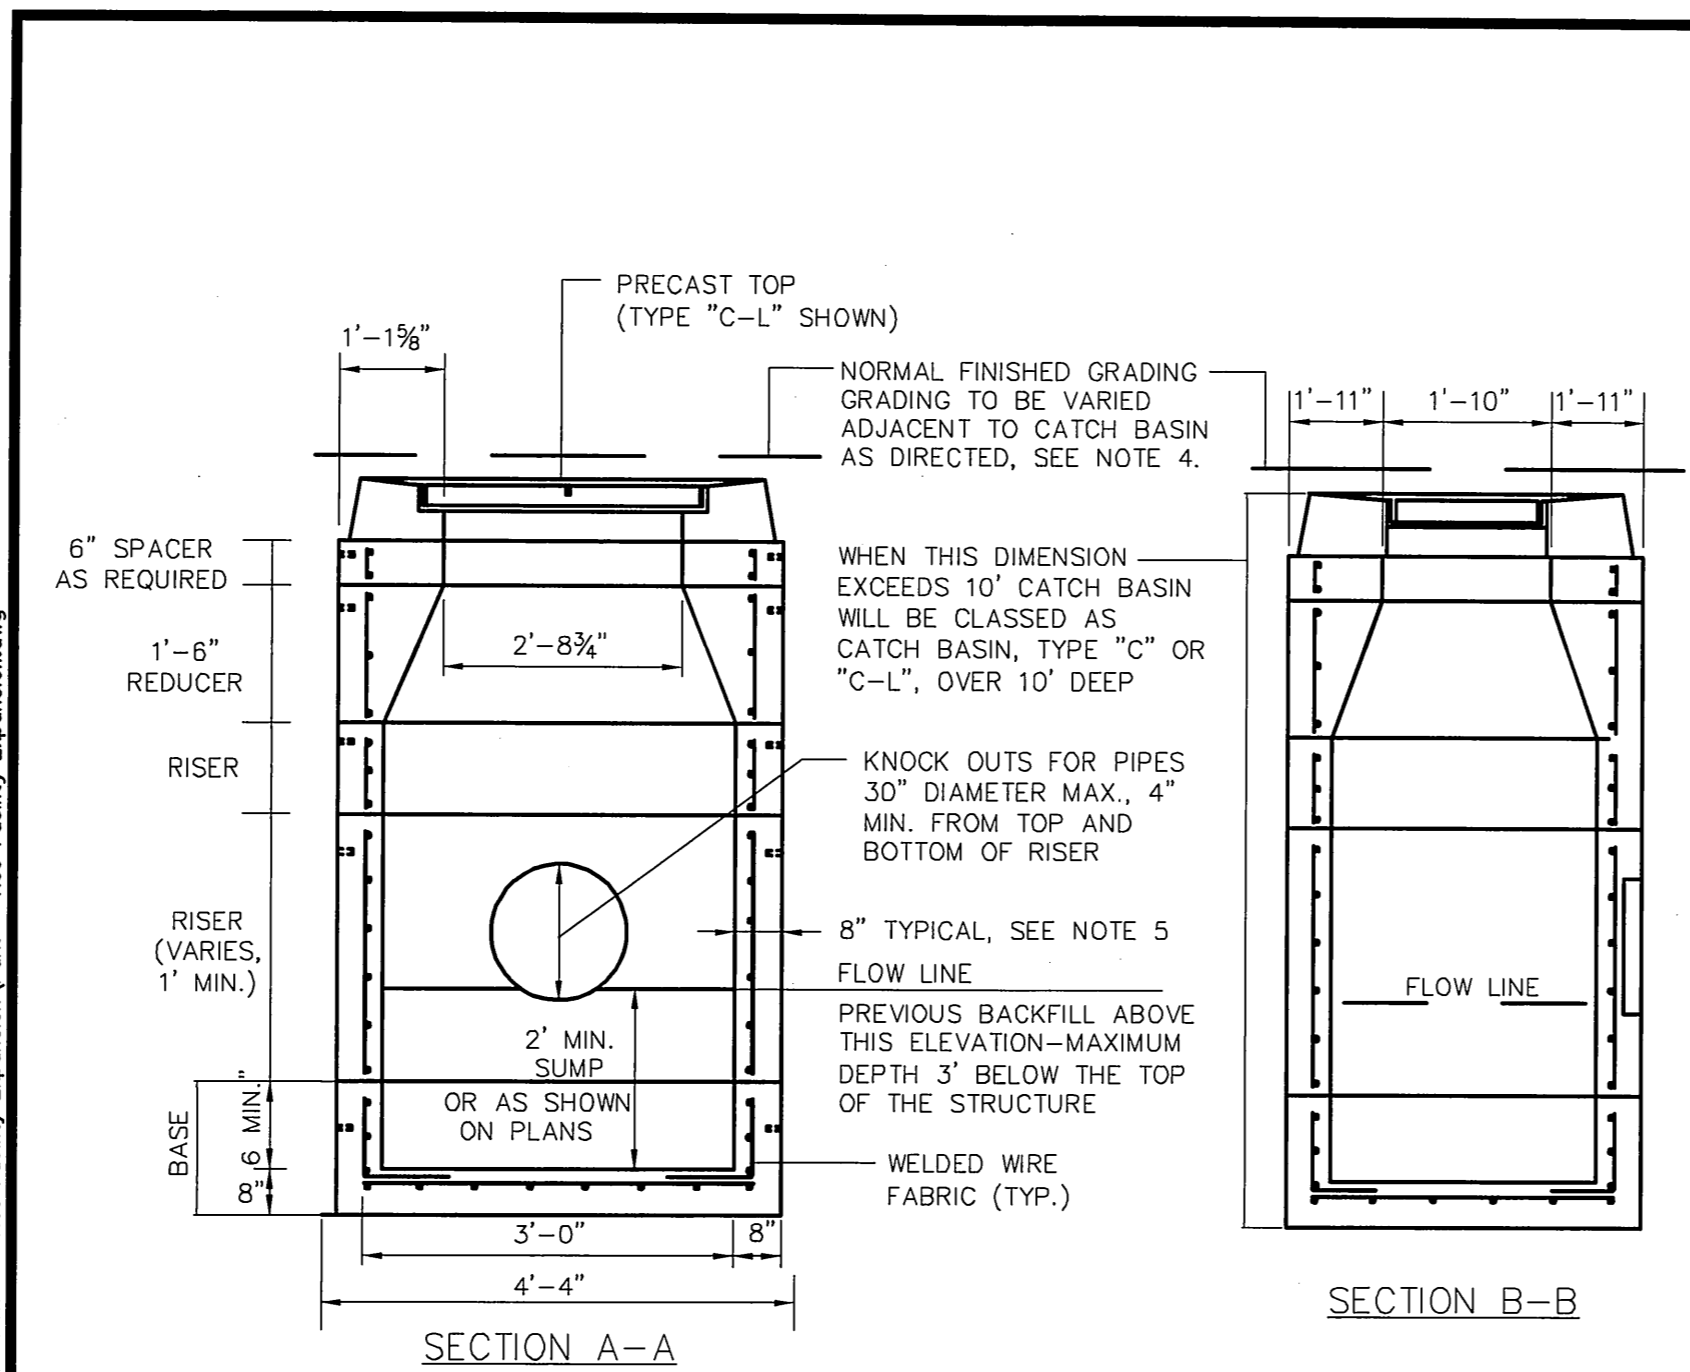 PRECAST TOP
(TYPE "C-L" SHOWN)
1'-1⅝"
NORMAL FINISHED GRADING
GRADING TO BE VARIED
ADJACENT TO CATCH BASIN
AS DIRECTED, SEE NOTE 4.
1'-11"
1'-10"
1'-11"
6" SPACER
AS REQUIRED
WHEN THIS DIMENSION
EXCEEDS 10' CATCH BASIN
WILL BE CLASSED AS
CATCH BASIN, TYPE "C" OR
"C-L", OVER 10' DEEP
1'-6"
REDUCER
2'-8¾"
RISER
KNOCK OUTS FOR PIPES
30" DIAMETER MAX., 4"
MIN. FROM TOP AND
BOTTOM OF RISER
RISER
(VARIES,
1' MIN.)
8" TYPICAL, SEE NOTE 5
FLOW LINE
PREVIOUS BACKFILL ABOVE
THIS ELEVATION-MAXIMUM
DEPTH 3' BELOW THE TOP
OF THE STRUCTURE
FLOW LINE
2' MIN.
SUMP
OR AS SHOWN
ON PLANS
BASE
6 MIN."
8"
WELDED WIRE
FABRIC (TYP.)
3'-0"
8"
4'-4"
SECTION A-A
SECTION B-B